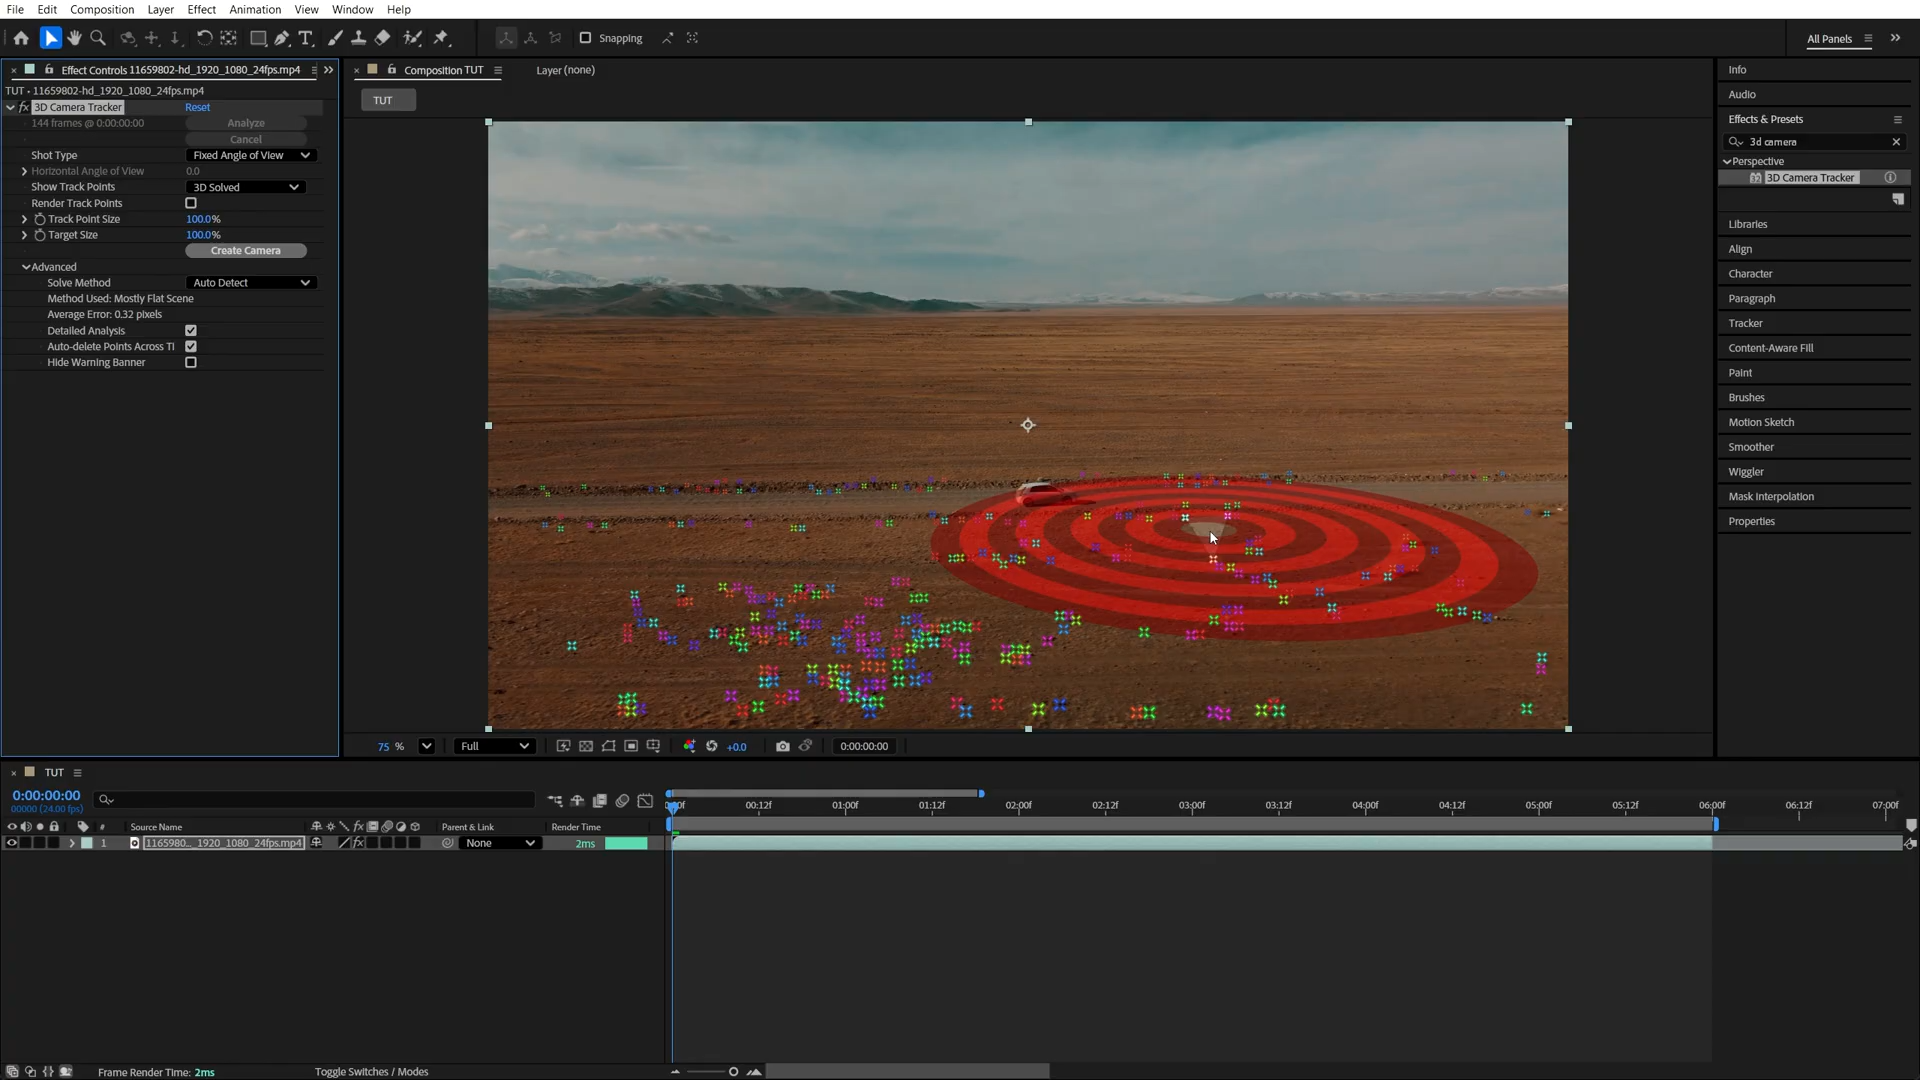 File Edit Composition Layer Effect Animation View Window Help
Snapping
All Panels
Effect Controls 11659802-hd_1920_1080_24fps.mp4
TUT • 11659802-hd_1920_1080_24fps.mp4
fx 3D Camera Tracker Reset
144 frames @ 0:00:00:00 Analyze
Cancel
Shot Type Fixed Angle of View
Horizontal Angle of View 0.0
Show Track Points 3D Solved
Render Track Points
Track Point Size 100.0%
Target Size 100.0%
Create Camera
Advanced
Solve Method Auto Detect
Method Used: Mostly Flat Scene
Average Error: 0.32 pixels
Detailed Analysis
Auto-delete Points Across Ti
Hide Warning Banner
Composition TUT Layer (none)
TUT
75 % Full +0.0 0:00:00:00
Info
Audio
Effects & Presets
3d camera
Perspective
32 3D Camera Tracker
Libraries
Align
Character
Paragraph
Tracker
Content-Aware Fill
Paint
Brushes
Motion Sketch
Smoother
Wiggler
Mask Interpolation
Properties
TUT
0:00:00:00
00000 (24.00 fps)
00:12f 01:00f 01:12f 02:00f 02:12f 03:00f 03:12f 04:00f 04:12f 05:00f 05:12f 06:00f 06:12f 07:00f
# Source Name fx Parent & Link Render Time
1 1165980..._1920_1080_24fps.mp4 fx None 2ms
Frame Render Time: 2ms Toggle Switches / Modes